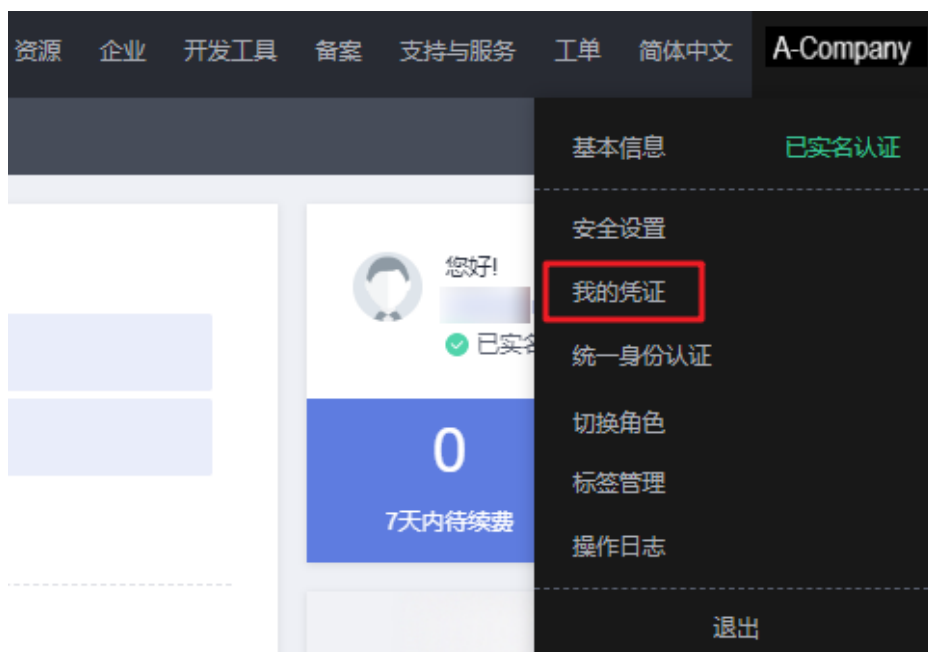 资源 企业 开发工具 备案 支持与服务 工单 简体中文 A-Company
基本信息 已实名认证
安全设置
您好!
我的凭证
已实名
统一身份认证
切换角色
0
标签管理
7天内待续费
操作日志
退出